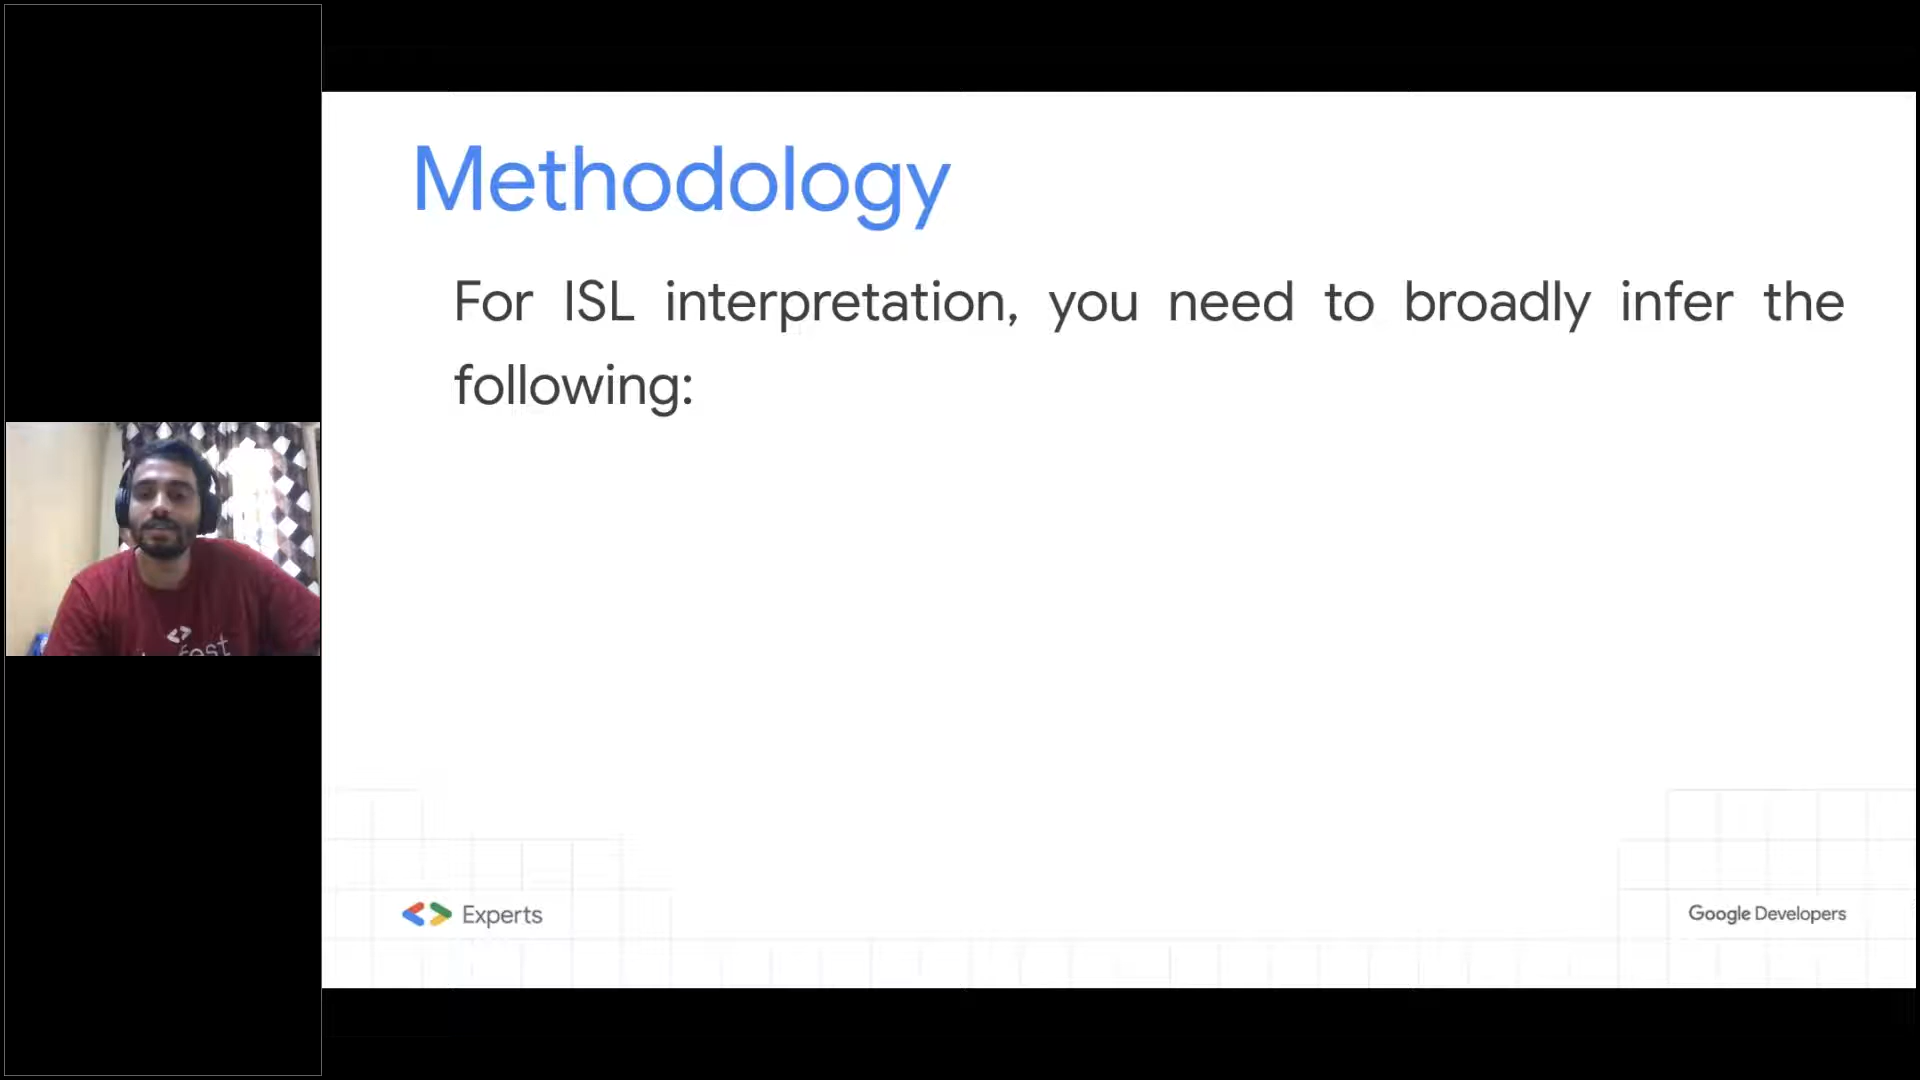 Methodology
For ISL interpretation, you need to broadly infer the
following:
<> 
Experts
Google Developers